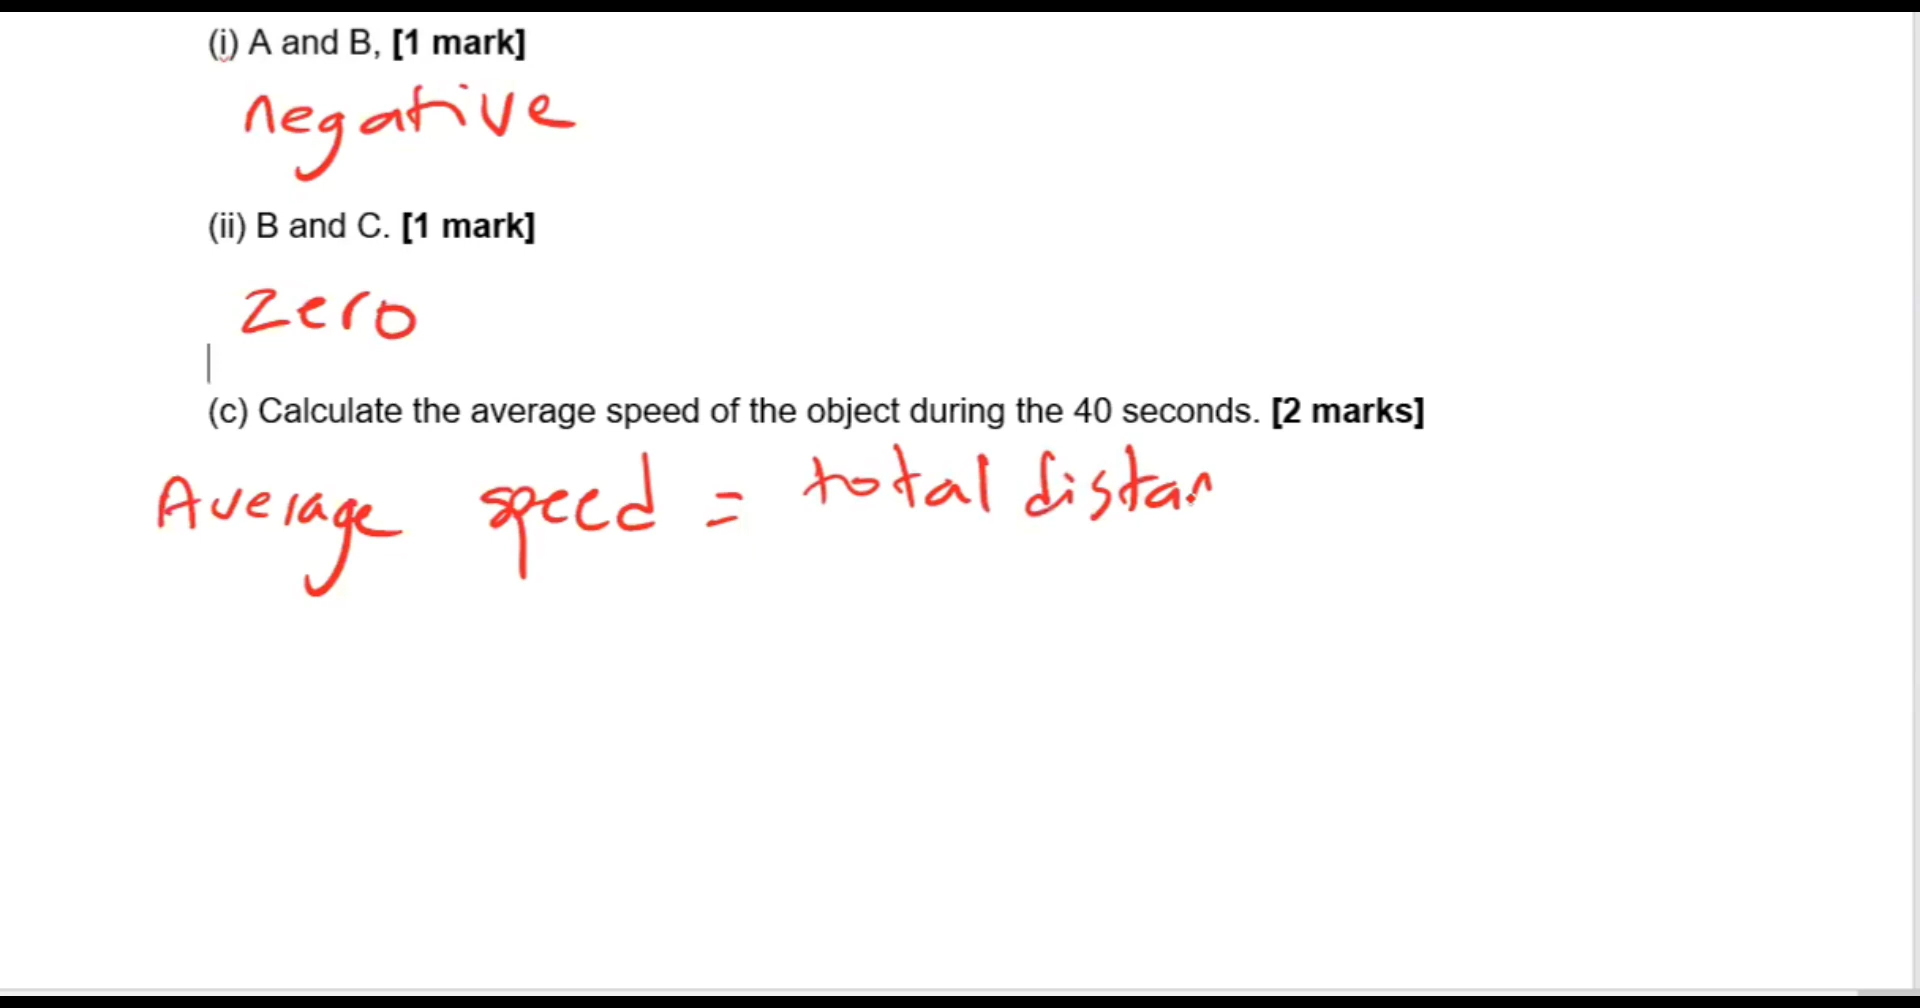 (i) A and B, [1 mark]
negative
(ii) B and C. [1 mark]
zero
(c) Calculate the average speed of the object during the 40 seconds. [2 marks]
Average speed = total distan